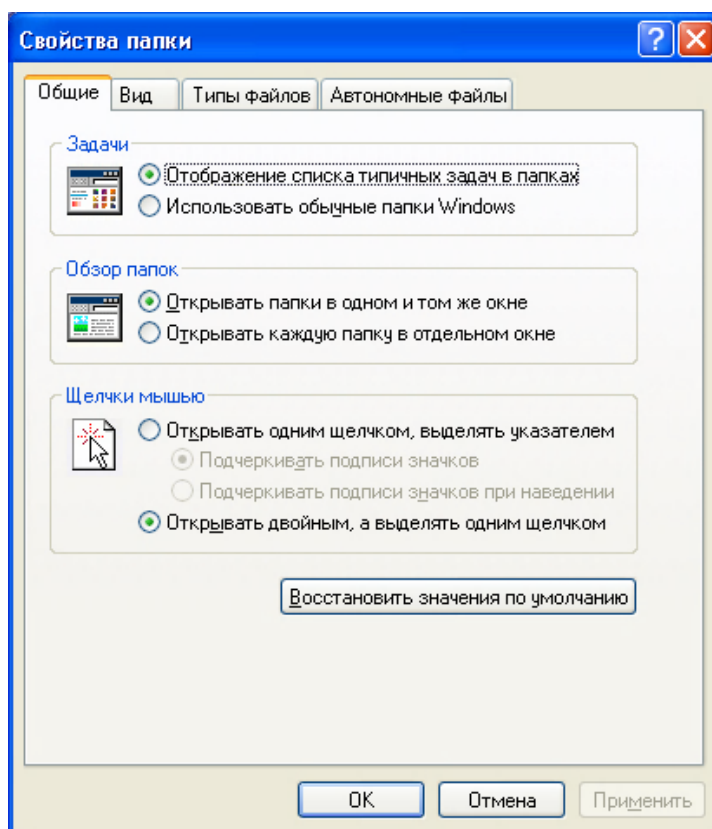 Свойства папки
Общие Вид Типы файлов Автономные файлы
Задачи
Отображение списка типичных задач в папках
Использовать обычные папки Windows
Обзор папок
Открывать папки в одном и том же окне
Открывать каждую папку в отдельном окне
Щелчки мышью
Открывать одним щелчком, выделять указателем
Подчеркивать подписи значков
Подчеркивать подписи значков при наведении
Открывать двойным, а выделять одним щелчком
Восстановить значения по умолчанию
ОК Отмена Применить